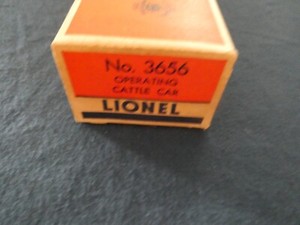 No. 3656
OPERATING
CATTLE CAR
LIONEL